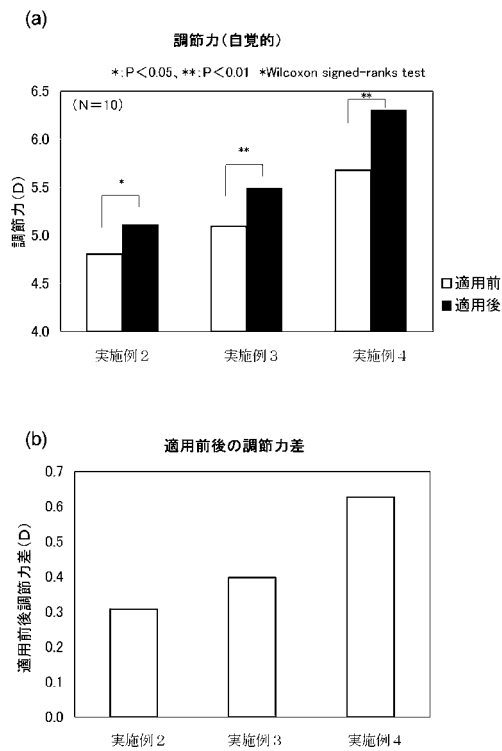 (a)
調節力(自覚的)
*:P<0.05、**:P<0.01 *Wilcoxon signed-ranks test
(N=10)
調節力(D)
6.5
6.0
5.5
5.0
4.5
4.0
*
**
**
実施例2 実施例3 実施例4
適用前
適用後
(b)
適用前後の調節力差
適用前後調節力差(D)
0.7
0.6
0.5
0.4
0.3
0.2
0.1
0.0
実施例2 実施例3 実施例4